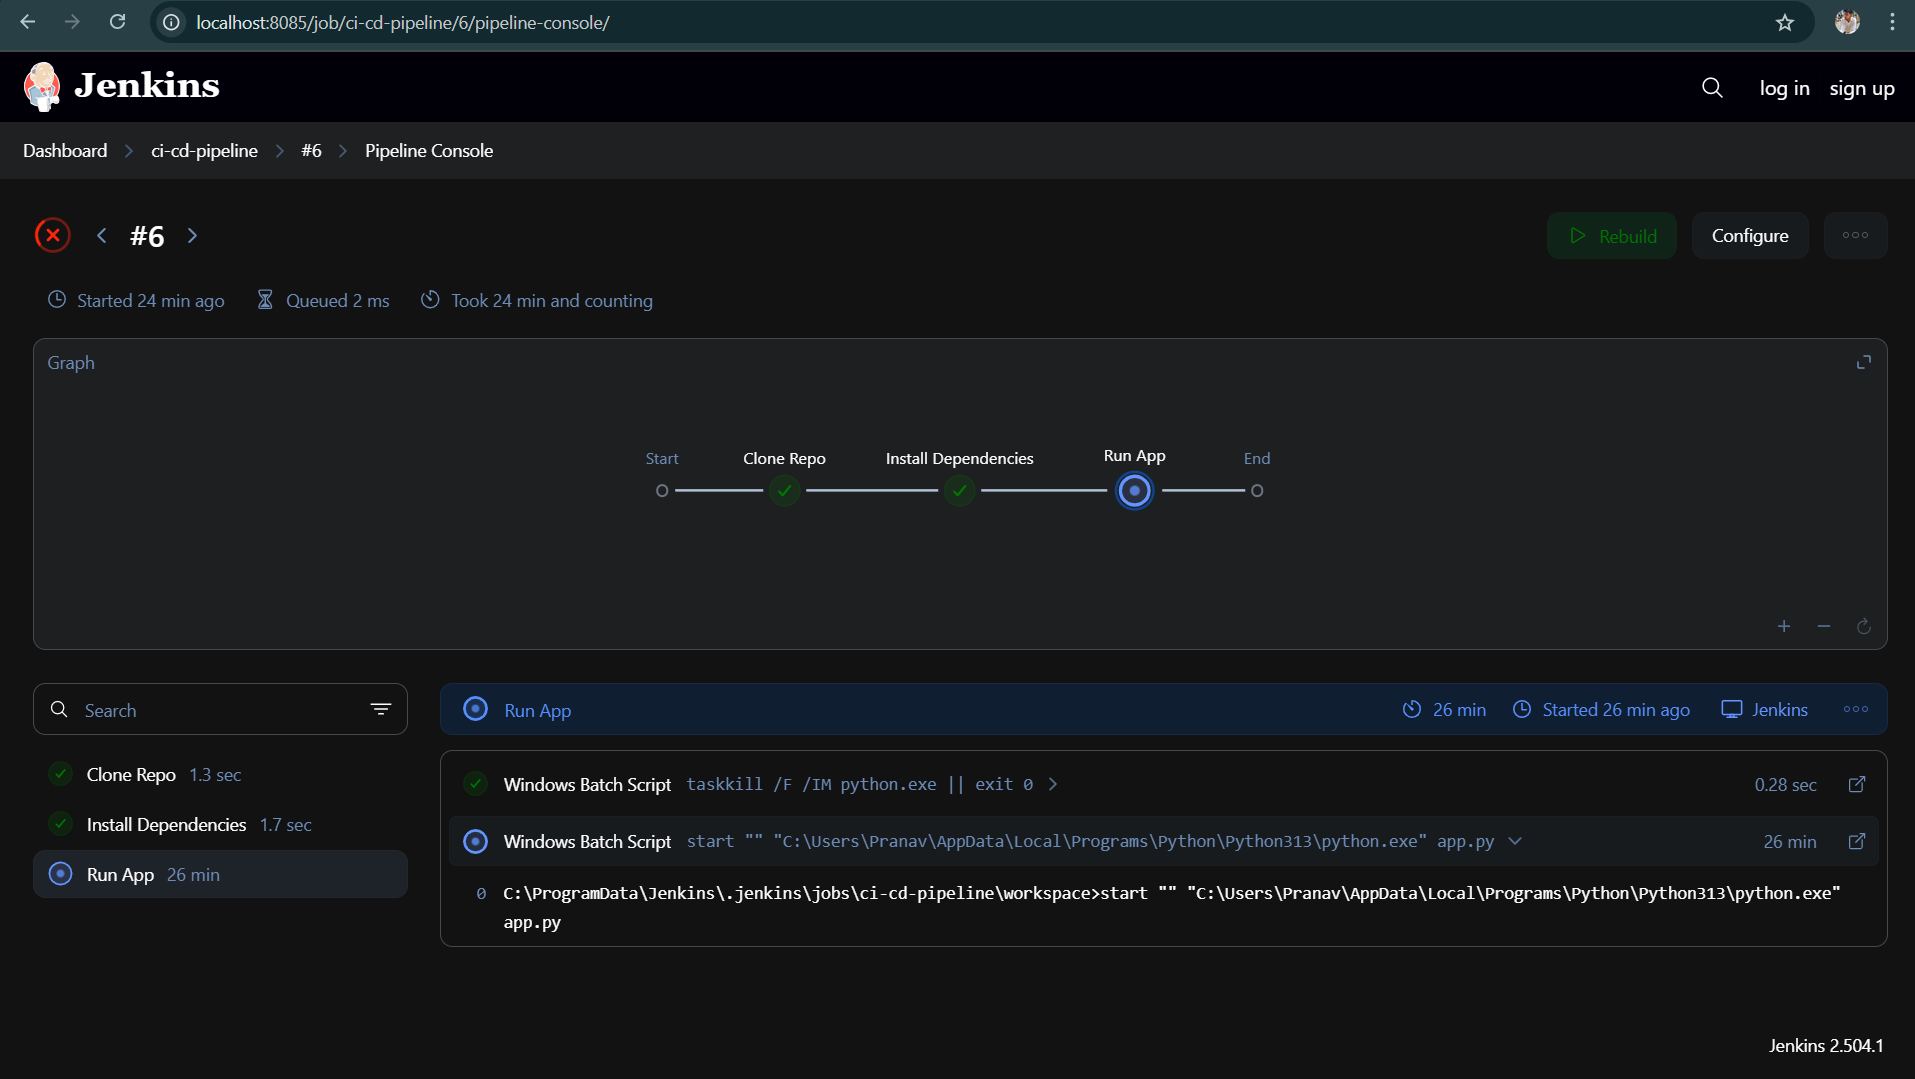 localhost:8085/job/ci-cd-pipeline/6/pipeline-console/
Jenkins
log in sign up
Dashboard ci-cd-pipeline #6 Pipeline Console
#6
Rebuild Configure
Started 24 min ago Queued 2 ms Took 24 min and counting
Graph
Start Clone Repo Install Dependencies Run App End
Search
Clone Repo 1.3 sec
Install Dependencies 1.7 sec
Run App 26 min
Run App 26 min Started 26 min ago Jenkins
Windows Batch Script taskkill /F /IM python.exe || exit 0 0.28 sec
Windows Batch Script start "" "C:\Users\Pranav\AppData\Local\Programs\Python\Python313\python.exe" app.py 26 min
0 C:\ProgramData\Jenkins\.jenkins\jobs\ci-cd-pipeline\workspace>start "" "C:\Users\Pranav\AppData\Local\Programs\Python\Python313\python.exe"
app.py
Jenkins 2.504.1